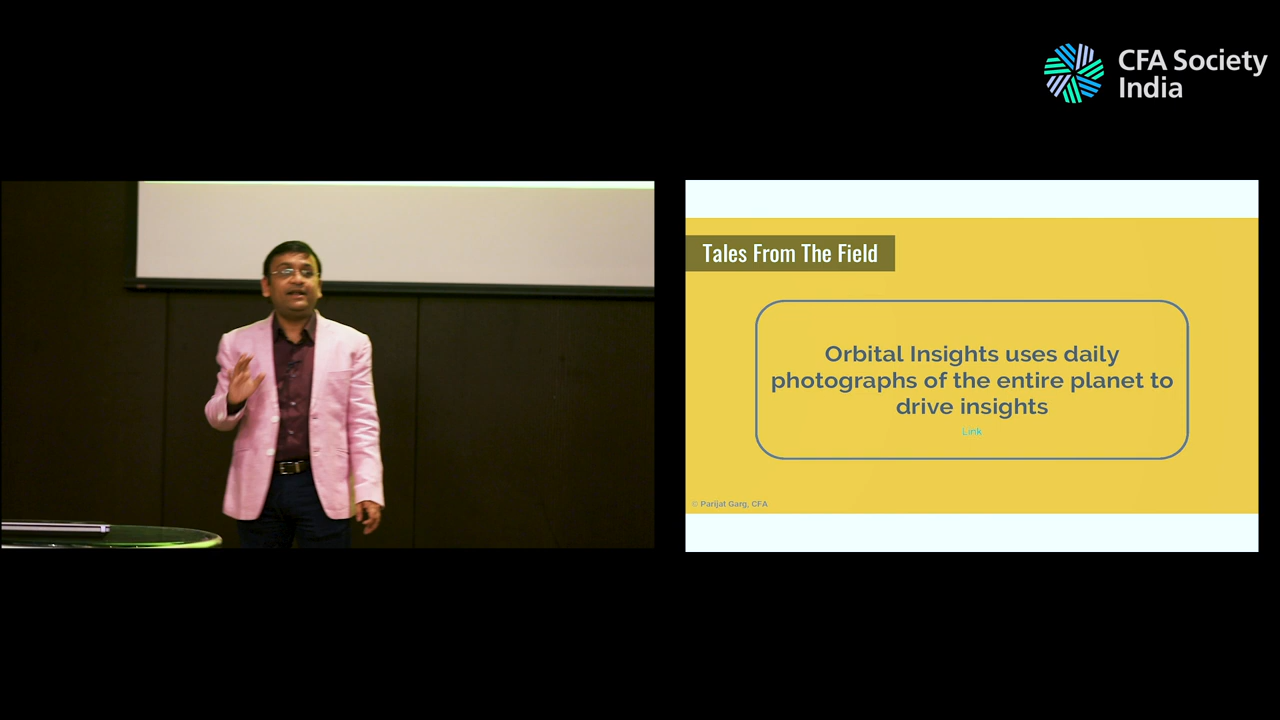 CFA Society
India
Tales From The Field
Orbital Insights uses daily
photographs of the entire planet to
drive insights
Link
© Parijat Garg, CFA